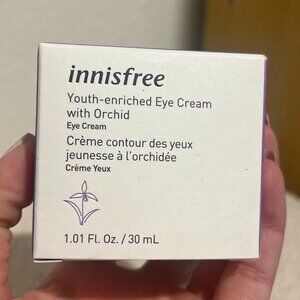 innisfree
Youth-enriched Eye Cream
with Orchid
Eye Cream
Crème contour des yeux
jeunesse à l'orchidée
Crème Yeux
1.01 Fl. Oz. / 30 mL